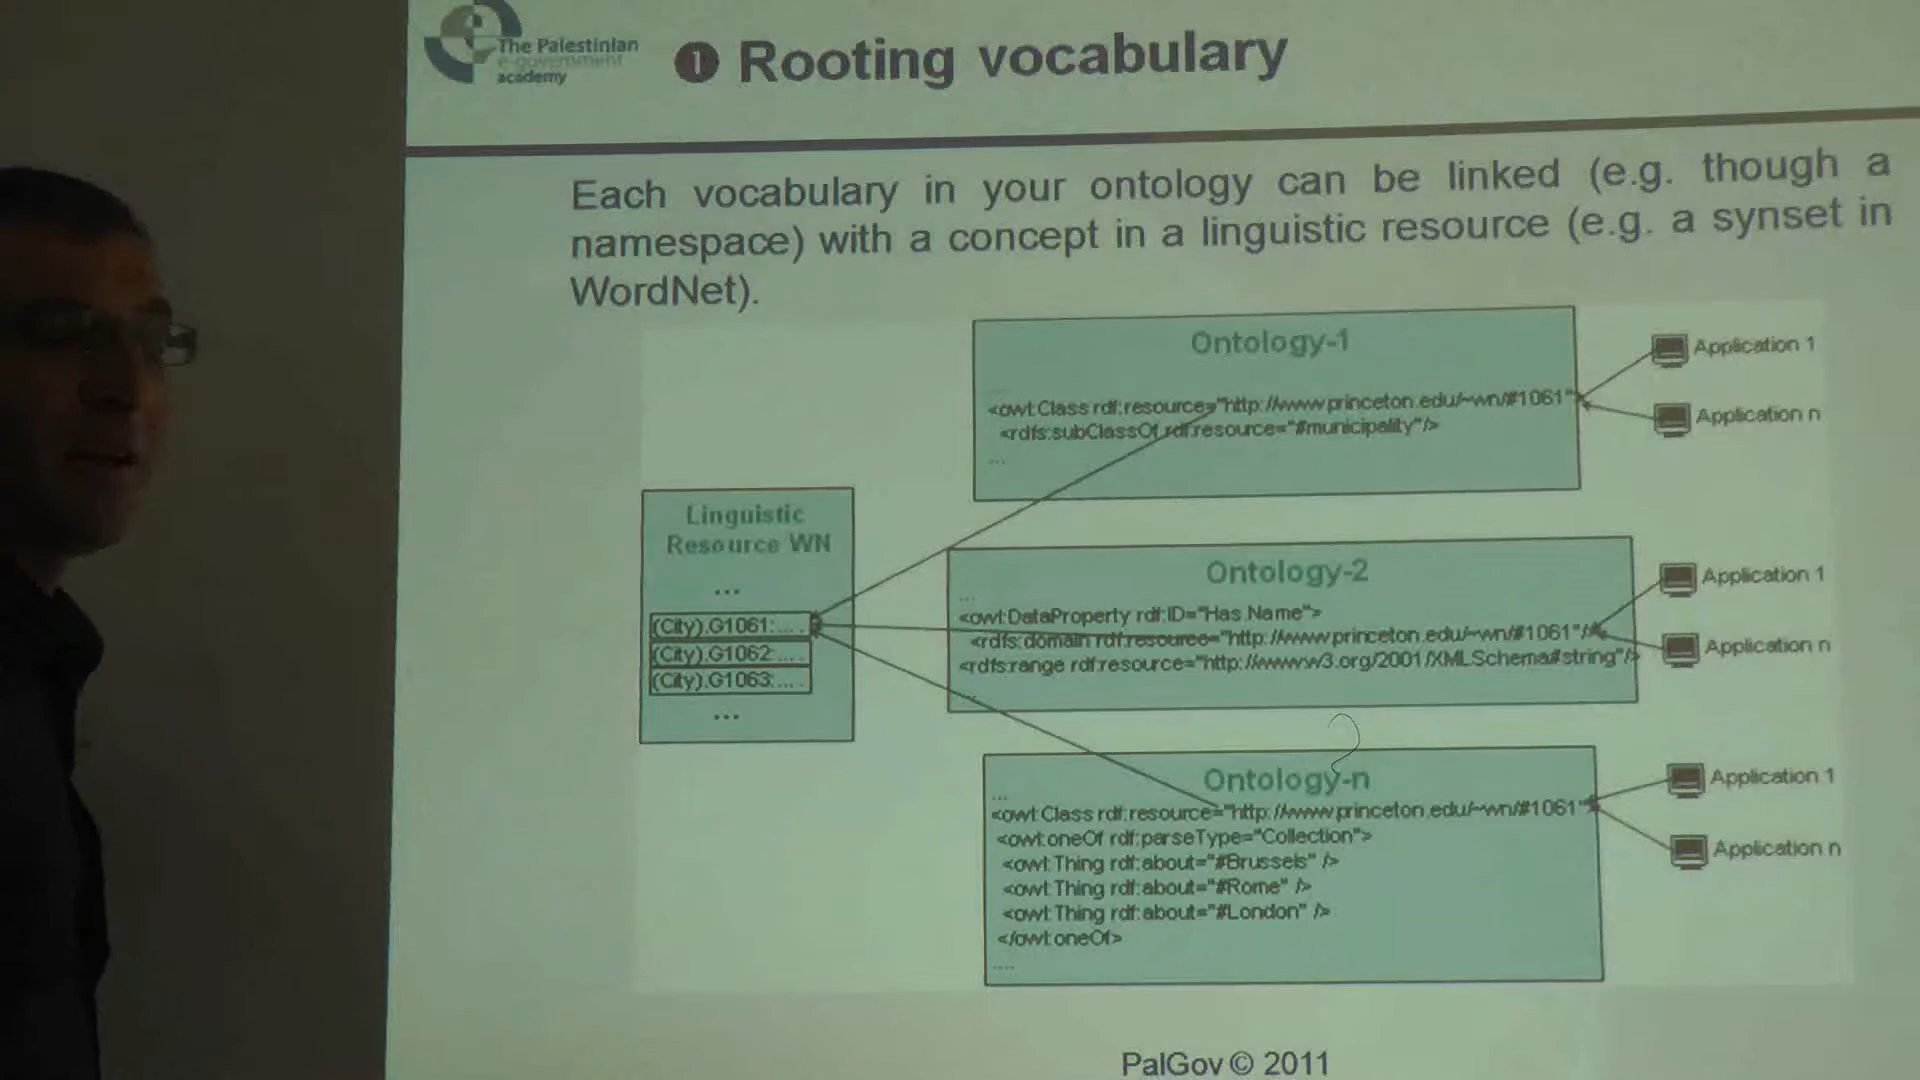 The Palestinian
e-government
academy
1 Rooting vocabulary
Each vocabulary in your ontology can be linked (e.g. though a
namespace) with a concept in a linguistic resource (e.g. a synset in
WordNet).
Ontology-1
...
<owl:Class rdf:resource="http://www.princeton.edu/~wn/#1061"
<rdfs:subClassOf rdf:resource="#municipality"/>
...
Application 1
Application n
Linguistic
Resource WN
...
(City).G1061:....
(City).G1062:....
(City).G1063:....
...
Ontology-2
...
<owl:DataProperty rdf:ID="Has.Name">
<rdfs:domain rdf:resource="http://www.princeton.edu/~wn/#1061"/>
<rdfs:range rdf:resource="http://www.w3.org/2001/XMLSchema#string"/>
...
Application 1
Application n
Ontology-n
...
<owl:Class rdf:resource="http://www.princeton.edu/~wn/#1061"
<owl:oneOf rdf:parseType="Collection">
<owl:Thing rdf:about="#Brussels" />
<owl:Thing rdf:about="#Rome" />
<owl:Thing rdf:about="#London" />
</owl:oneOf>
....
Application 1
Application n
PalGov © 2011